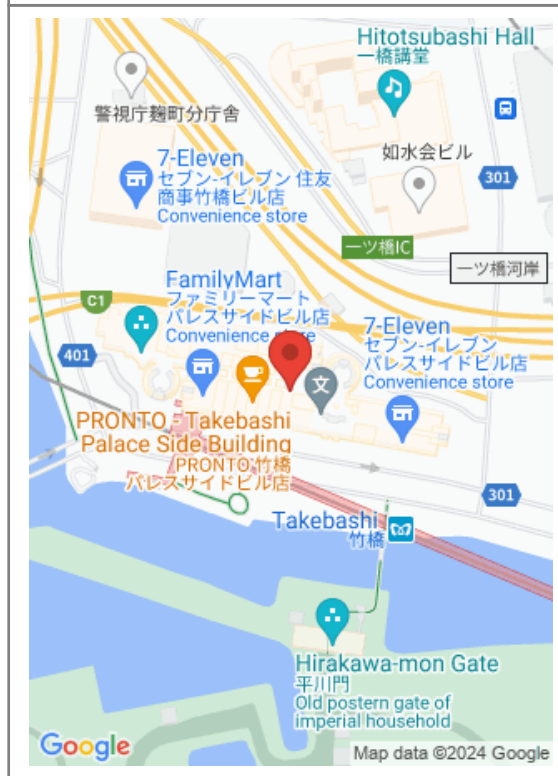 Hitotsubashi Hall
一橋講堂
警視庁麹町分庁舎
7-Eleven
セブン-イレブン 住友
商事竹橋ビル店
Convenience store
如水会ビル
301
一ツ橋IC
一ツ橋河岸
FamilyMart
ファミリーマート
パレスサイドビル店
Convenience store
C1
7-Eleven
セブン-イレブン
パレスサイドビル店
Convenience store
401
文
PRONTO - Takebashi
Palace Side Building
PRONTO 竹橋
パレスサイドビル店
301
Takebashi
竹橋
Hirakawa-mon Gate
平川門
Old postern gate of
imperial household
Google
Map data ©2024 Google